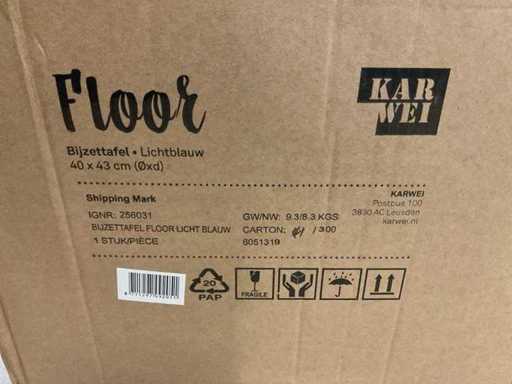 Floor
KAR
WEI
Bijzettafel • Lichtblauw
40 x 43 cm (Øxd)
Shipping Mark
IGNR: 256031
BIJZETTAFEL FLOOR LICHT BLAUW
1 STUK/PIÈCE
GW/NW: 9.3/8.3 KGS
CARTON: / 300
6051319
KARWEI
Postbus 100
3830 AC Leusden
karwei.nl
20
PAP
FRAGILE